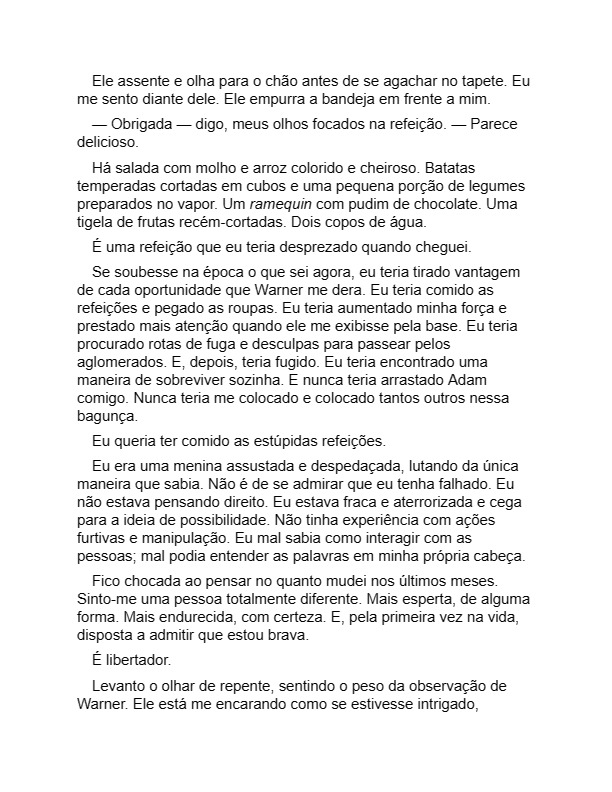 Ele assente e olha para o chão antes de se agachar no tapete. Eu
me sento diante dele. Ele empurra a bandeja em frente a mim.
— Obrigada — digo, meus olhos focados na refeição. — Parece
delicioso.
Há salada com molho e arroz colorido e cheiroso. Batatas
temperadas cortadas em cubos e uma pequena porção de legumes
preparados no vapor. Um ramequin com pudim de chocolate. Uma
tigela de frutas recém-cortadas. Dois copos de água.
É uma refeição que eu teria desprezado quando cheguei.
Se soubesse na época o que sei agora, eu teria tirado vantagem
de cada oportunidade que Warner me dera. Eu teria comido as
refeições e pegado as roupas. Eu teria aumentado minha força e
prestado mais atenção quando ele me exibisse pela base. Eu teria
procurado rotas de fuga e desculpas para passear pelos
aglomerados. E, depois, teria fugido. Eu teria encontrado uma
maneira de sobreviver sozinha. E nunca teria arrastado Adam
comigo. Nunca teria me colocado e colocado tantos outros nessa
bagunça.
Eu queria ter comido as estúpidas refeições.
Eu era uma menina assustada e despedaçada, lutando da única
maneira que sabia. Não é de se admirar que eu tenha falhado. Eu
não estava pensando direito. Eu estava fraca e aterrorizada e cega
para a ideia de possibilidade. Não tinha experiência com ações
furtivas e manipulação. Eu mal sabia como interagir com as
pessoas; mal podia entender as palavras em minha própria cabeça.
Fico chocada ao pensar no quanto mudei nos últimos meses.
Sinto-me uma pessoa totalmente diferente. Mais esperta, de alguma
forma. Mais endurecida, com certeza. E, pela primeira vez na vida,
disposta a admitir que estou brava.
É libertador.
Levanto o olhar de repente, sentindo o peso da observação de
Warner. Ele está me encarando como se estivesse intrigado,